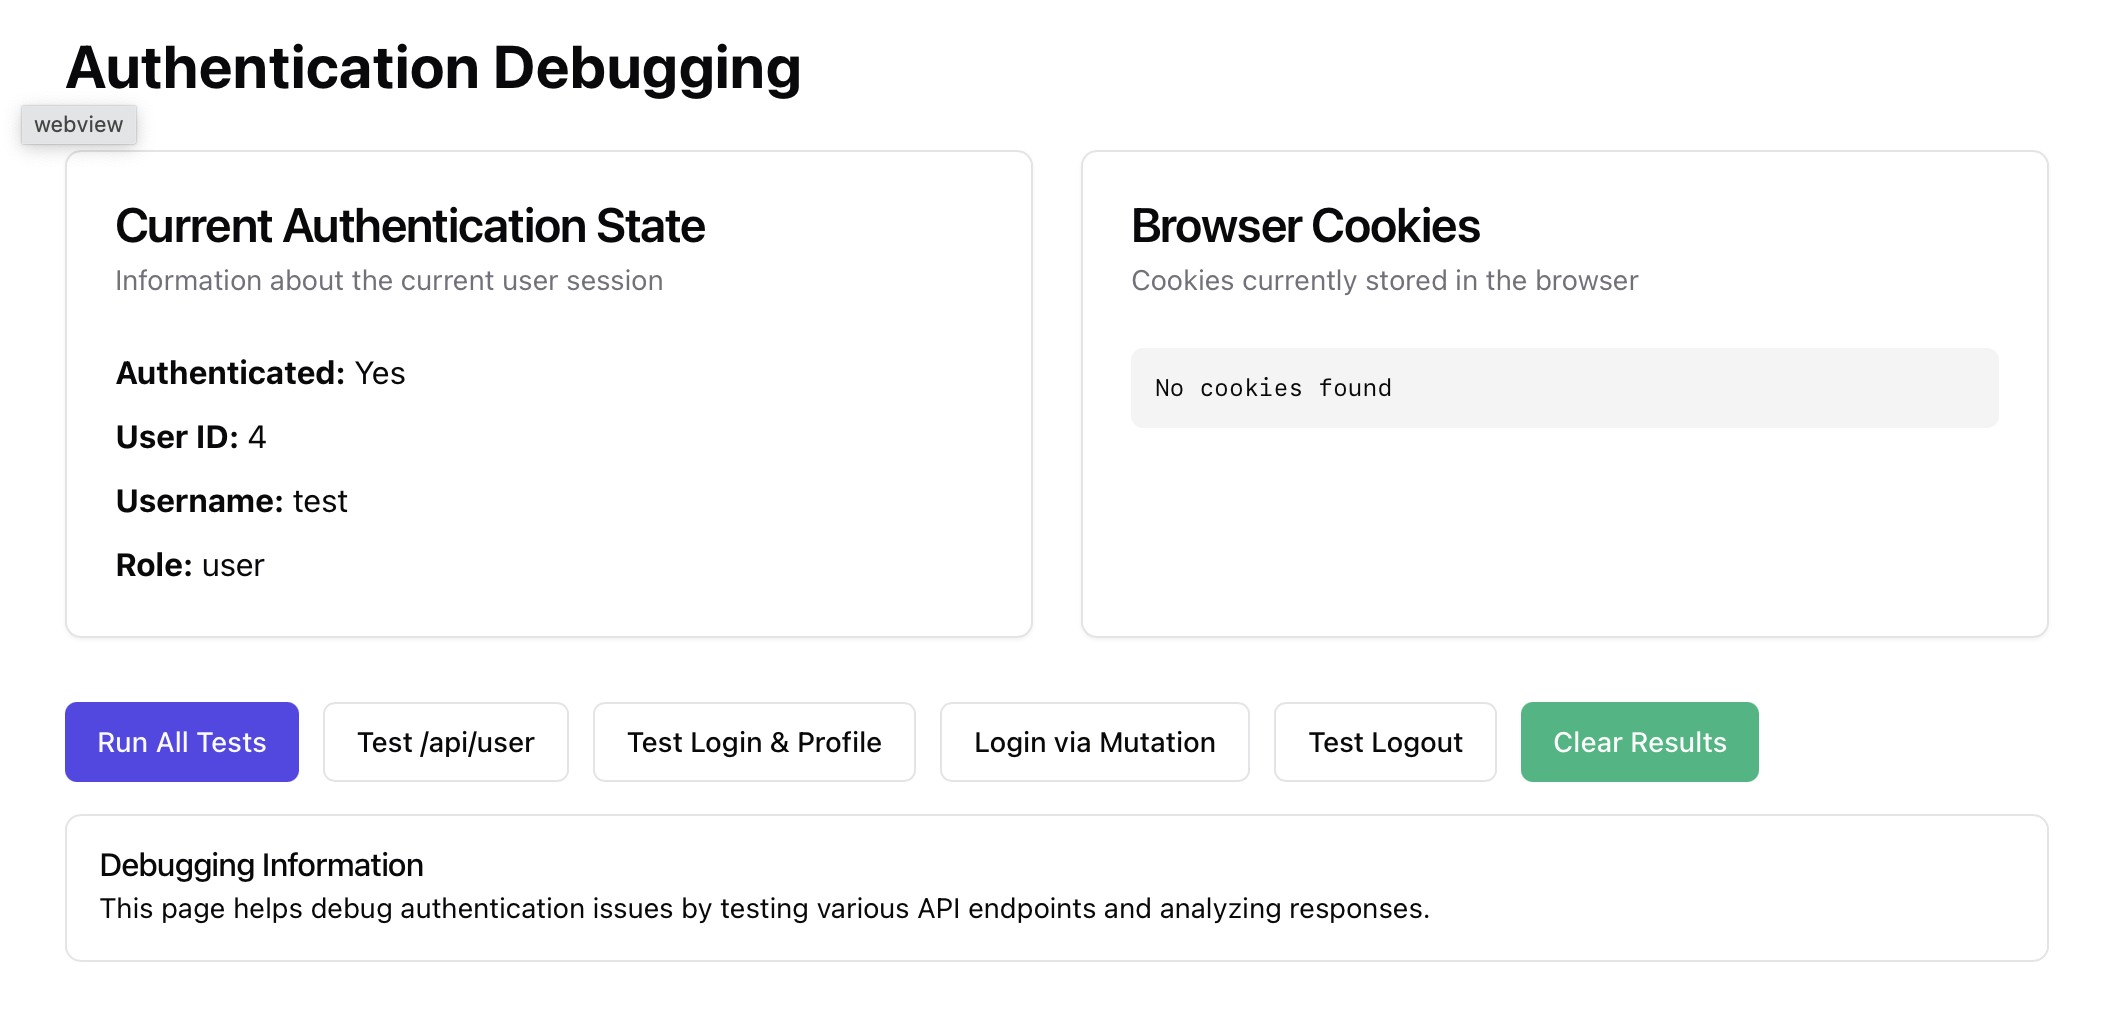 Authentication Debugging
webview
Current Authentication State
Information about the current user session
Authenticated: Yes
User ID: 4
Username: test
Role: user
Browser Cookies
Cookies currently stored in the browser
No cookies found
Run All Tests
Test /api/user
Test Login & Profile
Login via Mutation
Test Logout
Clear Results
Debugging Information
This page helps debug authentication issues by testing various API endpoints and analyzing responses.